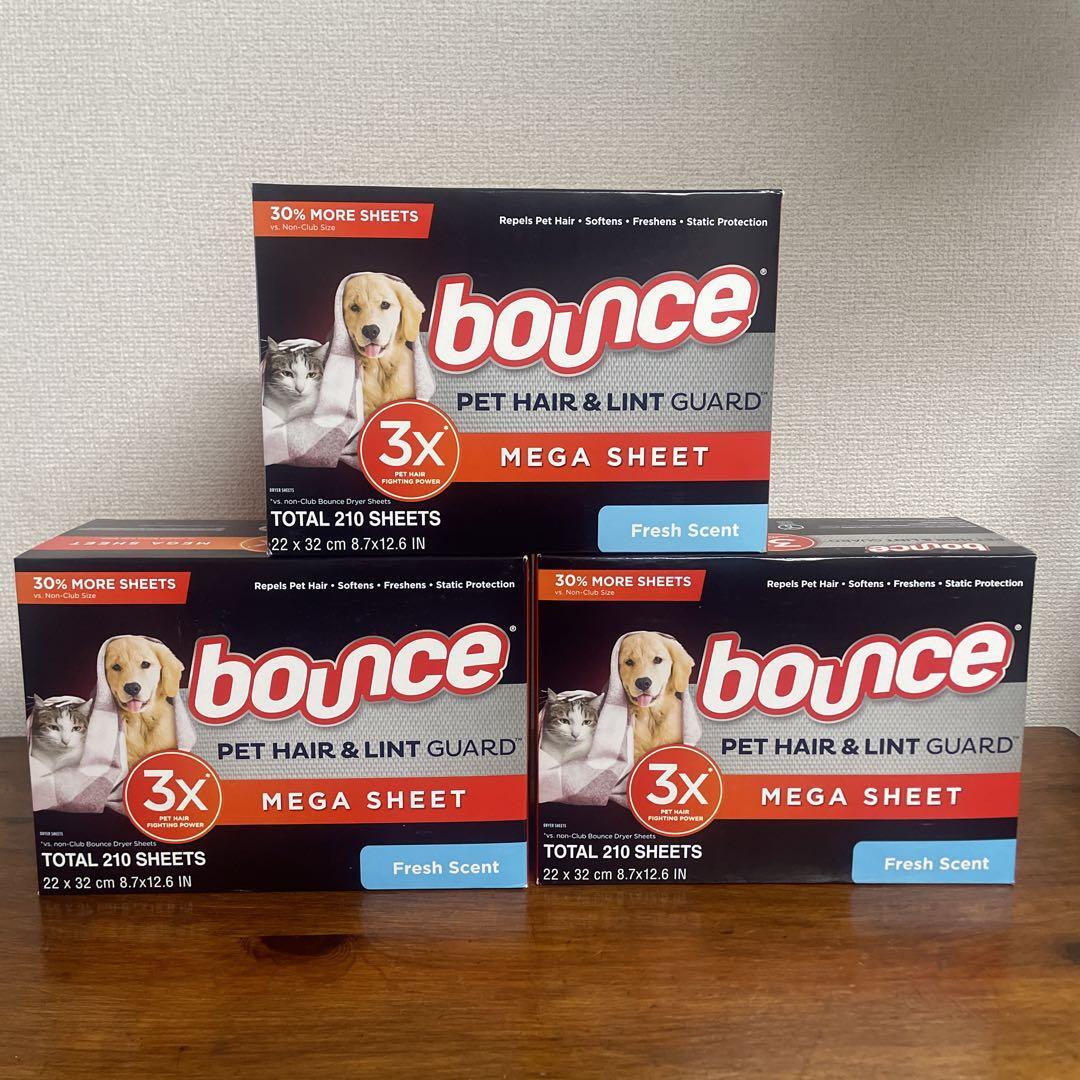 30% MORE SHEETS
vs. Non-Club Size
Repels Pet Hair • Softens • Freshens • Static Protection
bounce®
PET HAIR & LINT GUARD™
3X*
PET HAIR
FIGHTING POWER
MEGA SHEET
DRYER SHEETS
*vs. non-Club Bounce Dryer Sheets
TOTAL 210 SHEETS
22 x 32 cm 8.7x12.6 IN
Fresh Scent
MEGA SHEET
30% MORE SHEETS
vs. Non-Club Size
Repels Pet Hair • Softens • Freshens • Static Protection
bounce®
PET HAIR & LINT GUARD™
3X*
PET HAIR
FIGHTING POWER
MEGA SHEET
DRYER SHEETS
*vs. non-Club Bounce Dryer Sheets
TOTAL 210 SHEETS
22 x 32 cm 8.7x12.6 IN
Fresh Scent
bounce
30% MORE SHEETS
vs. Non-Club Size
Repels Pet Hair • Softens • Freshens • Static Protection
bounce®
PET HAIR & LINT GUARD™
3X*
PET HAIR
FIGHTING POWER
MEGA SHEET
DRYER SHEETS
*vs. non-Club Bounce Dryer Sheets
TOTAL 210 SHEETS
22 x 32 cm 8.7x12.6 IN
Fresh Scent